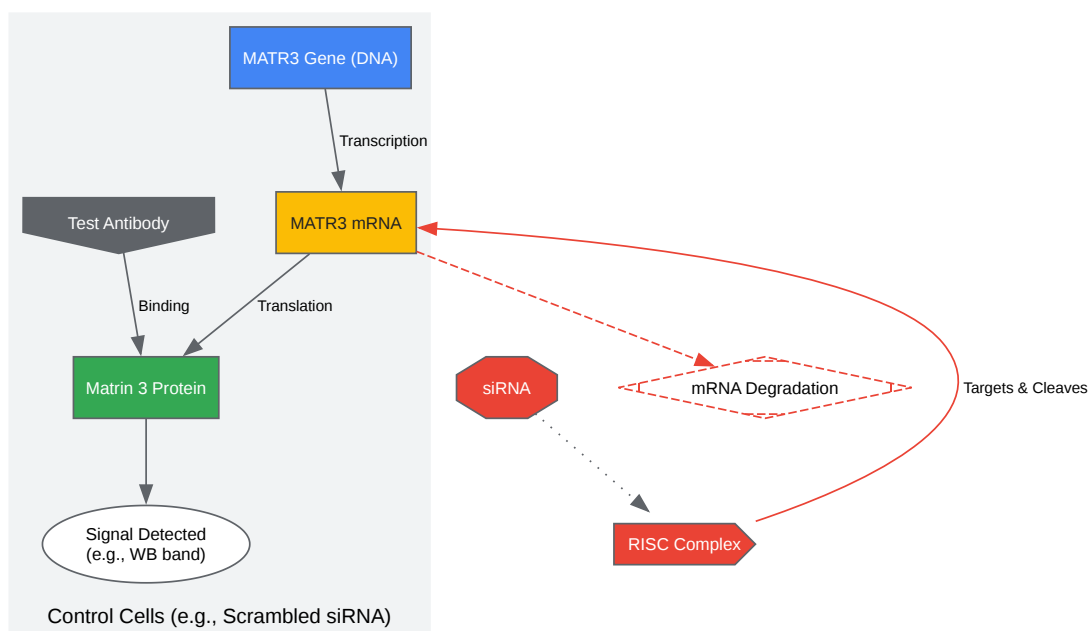 MATR3 Gene (DNA)
Transcription
MATR3 mRNA
Test Antibody
Binding
Translation
Matrin 3 Protein
siRNA
mRNA Degradation
Targets & Cleaves
Signal Detected
(e.g., WB band)
RISC Complex
Control Cells (e.g., Scrambled siRNA)